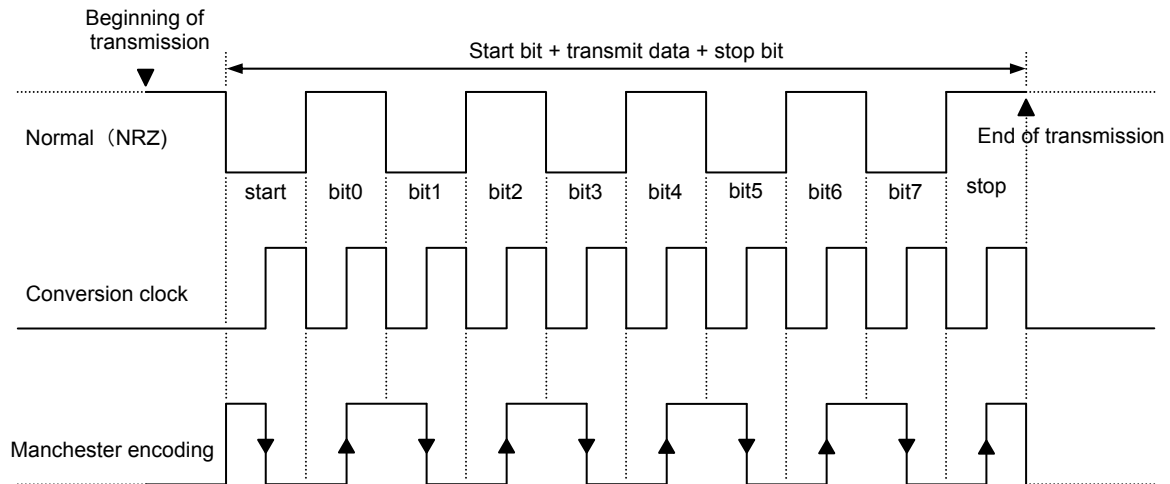 Beginning of
transmission
Start bit + transmit data + stop bit
Normal（NRZ)
End of transmission
start bit0 bit1 bit2 bit3 bit4 bit5 bit6 bit7 stop
Conversion clock
Manchester encoding